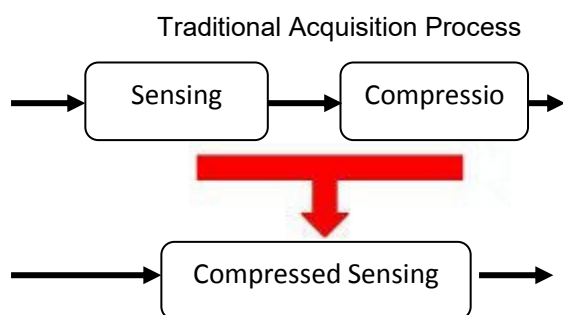 Traditional Acquisition Process
Sensing
Compressio
Compressed Sensing